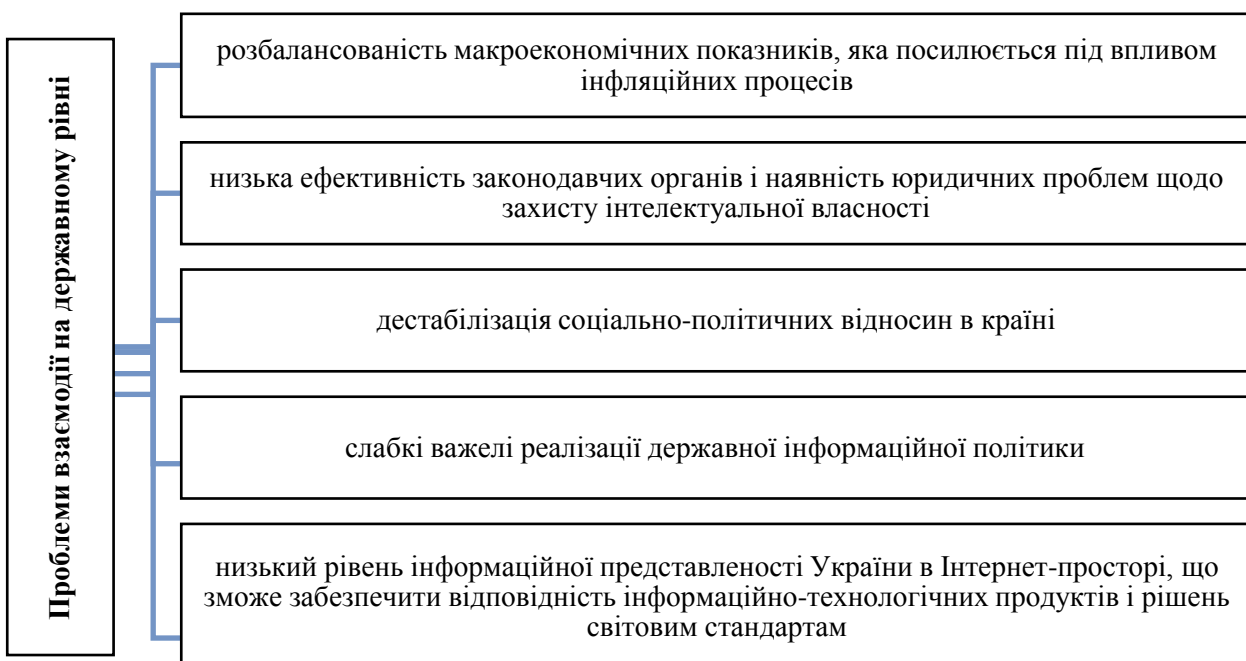 Проблеми взаємодії на державному рівні
розбалансованість макроекономічних показників, яка посилюється під впливом
інфляційних процесів
низька ефективність законодавчих органів і наявність юридичних проблем щодо
захисту інтелектуальної власності
дестабілізація соціально-політичних відносин в країні
слабкі важелі реалізації державної інформаційної політики
низький рівень інформаційної представленості України в Інтернет-просторі, що
зможе забезпечити відповідність інформаційно-технологічних продуктів і рішень
світовим стандартам